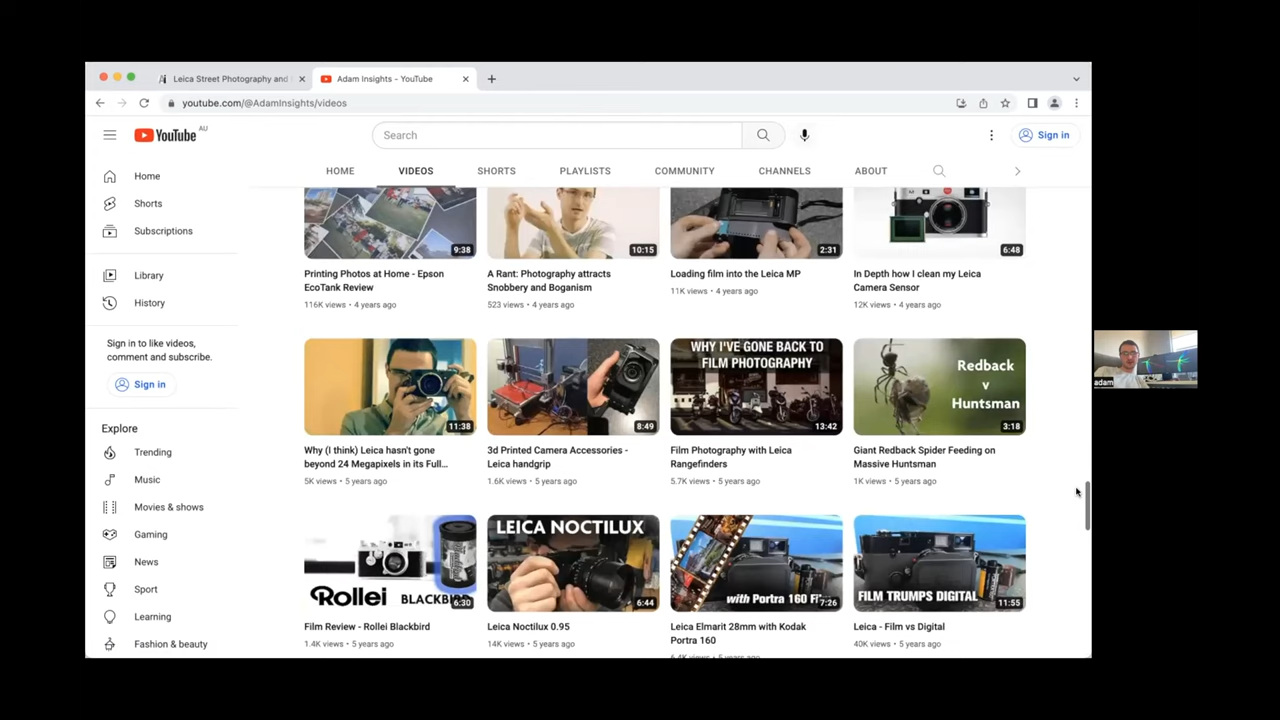 Leica Street Photography and
Adam Insights - YouTube
youtube.com/@AdamInsights/videos
YouTube AU
Search
Sign in
HOME
VIDEOS
SHORTS
PLAYLISTS
COMMUNITY
CHANNELS
ABOUT
Home
Shorts
Subscriptions
Library
History
Sign in to like videos,
comment and subscribe.
Sign in
Explore
Trending
Music
Movies & shows
Gaming
News
Sport
Learning
Fashion & beauty
9:38
Printing Photos at Home - Epson
EcoTank Review
116K views • 4 years ago
10:15
A Rant: Photography attracts
Snobbery and Boganism
523 views • 4 years ago
2:31
Loading film into the Leica MP
11K views • 4 years ago
6:48
In Depth how I clean my Leica
Camera Sensor
12K views • 4 years ago
11:38
Why (I think) Leica hasn't gone
beyond 24 Megapixels in its Full...
5K views • 5 years ago
8:49
3d Printed Camera Accessories -
Leica handgrip
1.6K views • 5 years ago
WHY I'VE GONE BACK TO
FILM PHOTOGRAPHY
13:42
Film Photography with Leica
Rangefinders
5.7K views • 5 years ago
Redback
v
Huntsman
3:18
Giant Redback Spider Feeding on
Massive Huntsman
1K views • 5 years ago
Rollei
6:30
Film Review - Rollei Blackbird
1.4K views • 5 years ago
LEICA NOCTILUX
6:44
Leica Noctilux 0.95
14K views • 5 years ago
with Portra 160
7:26
Leica Elmarit 28mm with Kodak
Portra 160
6.4K views • 5 years ago
FILM TRUMPS DIGITAL
11:55
Leica - Film vs Digital
40K views • 5 years ago
adam